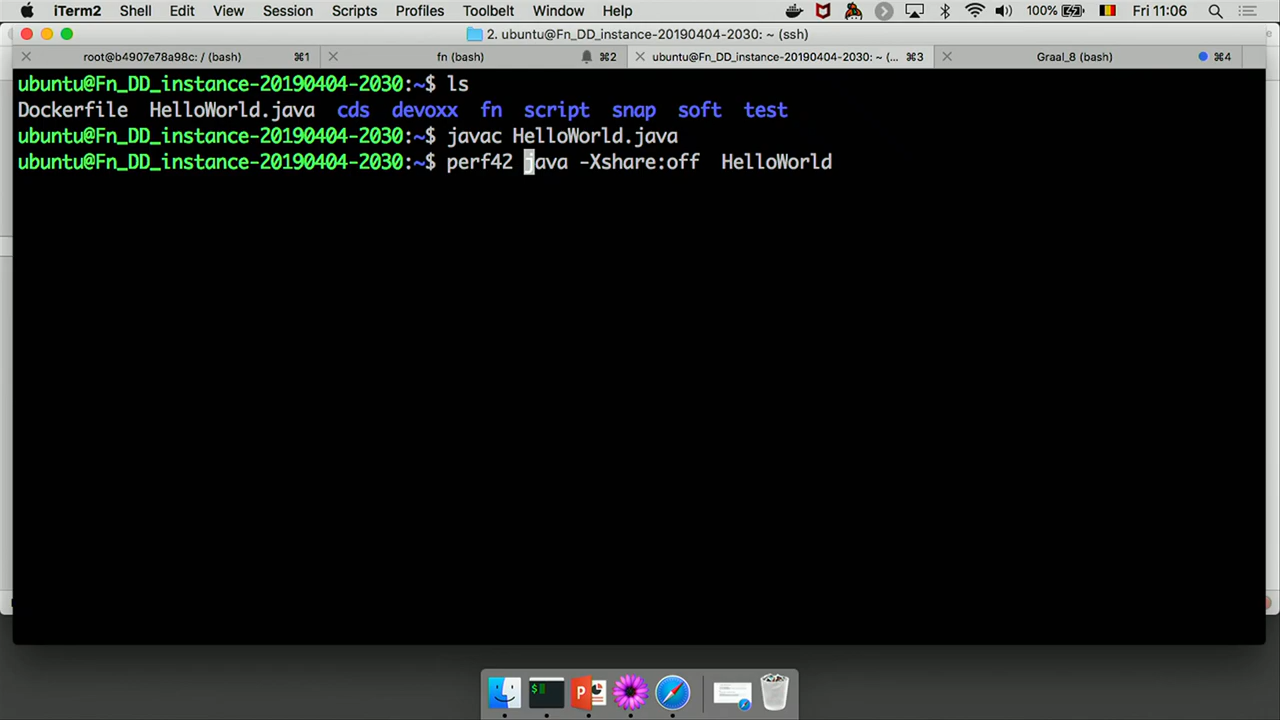 iTerm2 Shell Edit View Session Scripts Profiles Toolbelt Window Help 100% Fri 11:06
2. ubuntu@Fn_DD_instance-20190404-2030: ~ (ssh)
root@b4907e78a98c: / (bash) ⌘1 fn (bash) ⌘2 ubuntu@Fn_DD_instance-20190404-2030: ~ (... ⌘3 Graal_8 (bash) ⌘4
ubuntu@Fn_DD_instance-20190404-2030:~$ ls
Dockerfile HelloWorld.java cds devoxx fn script snap soft test
ubuntu@Fn_DD_instance-20190404-2030:~$ javac HelloWorld.java
ubuntu@Fn_DD_instance-20190404-2030:~$ perf42 java -Xshare:off HelloWorld